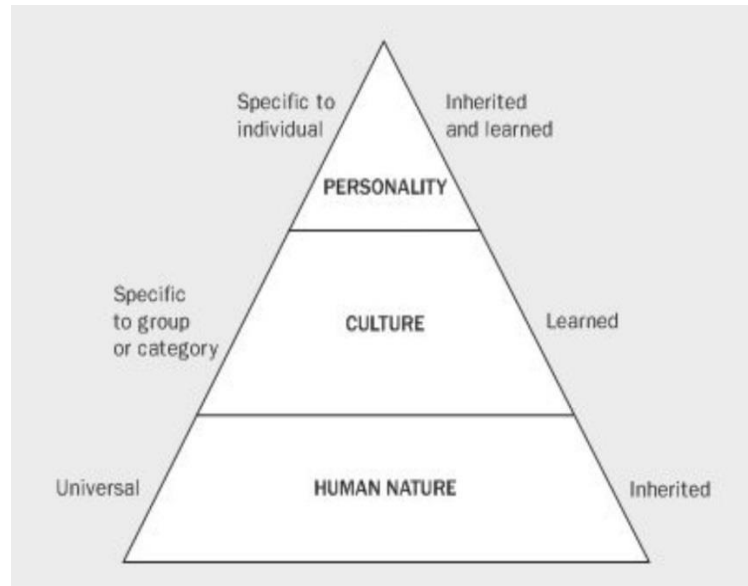 Specific to
individual
Inherited
and learned
PERSONALITY
Specific
to group
or category
CULTURE
Learned
Universal
HUMAN NATURE
Inherited